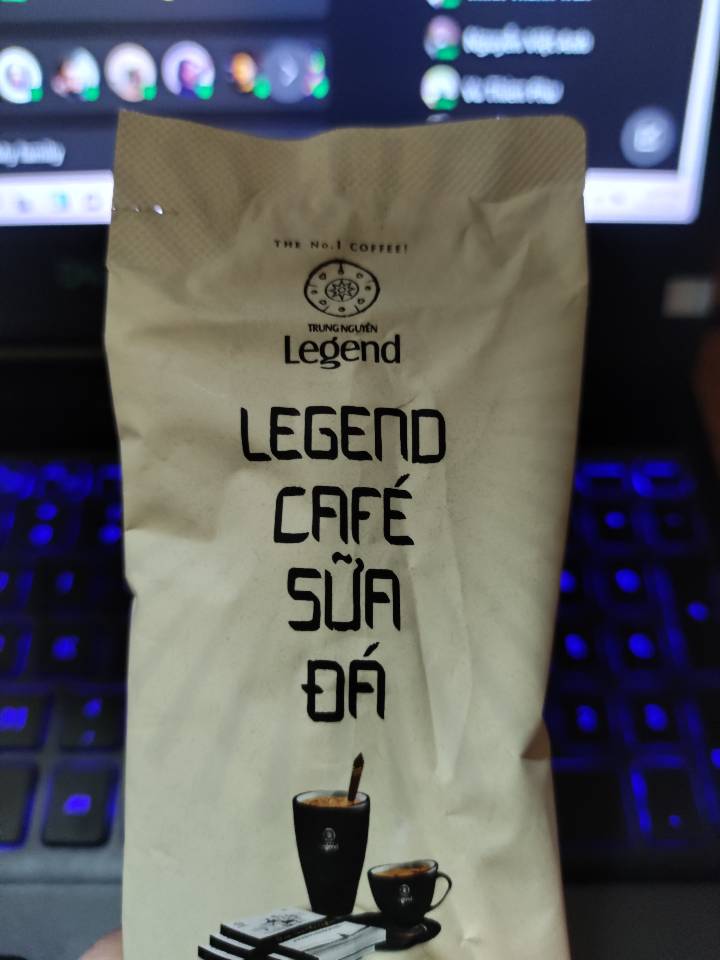 THE No.1 COFFEE!
TRUNG NGUYÊN
Legend
LEGEND
CAFÉ
SỮA
ĐÁ